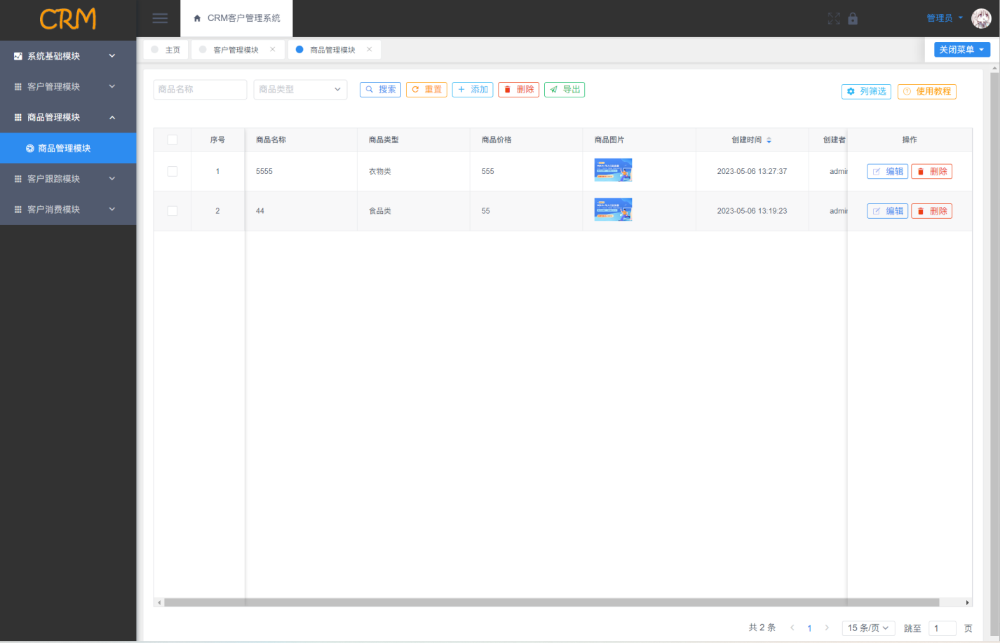 CRM
CRM客户管理系统
管理员
主页
客户管理模块
商品管理模块
关闭菜单
系统基础模块
客户管理模块
商品管理模块
商品管理模块
客户跟踪模块
客户消费模块
商品名称
商品类型
搜索
重置
添加
删除
导出
列筛选
使用教程
序号 商品名称 商品类型 商品价格 商品图片 创建时间 创建者 操作
1 5555 衣物类 555 2023-05-06 13:27:37 admin 编辑 删除
2 44 食品类 55 2023-05-06 13:19:23 admin 编辑 删除
共 2 条 1 15 条/页 跳至 1 页